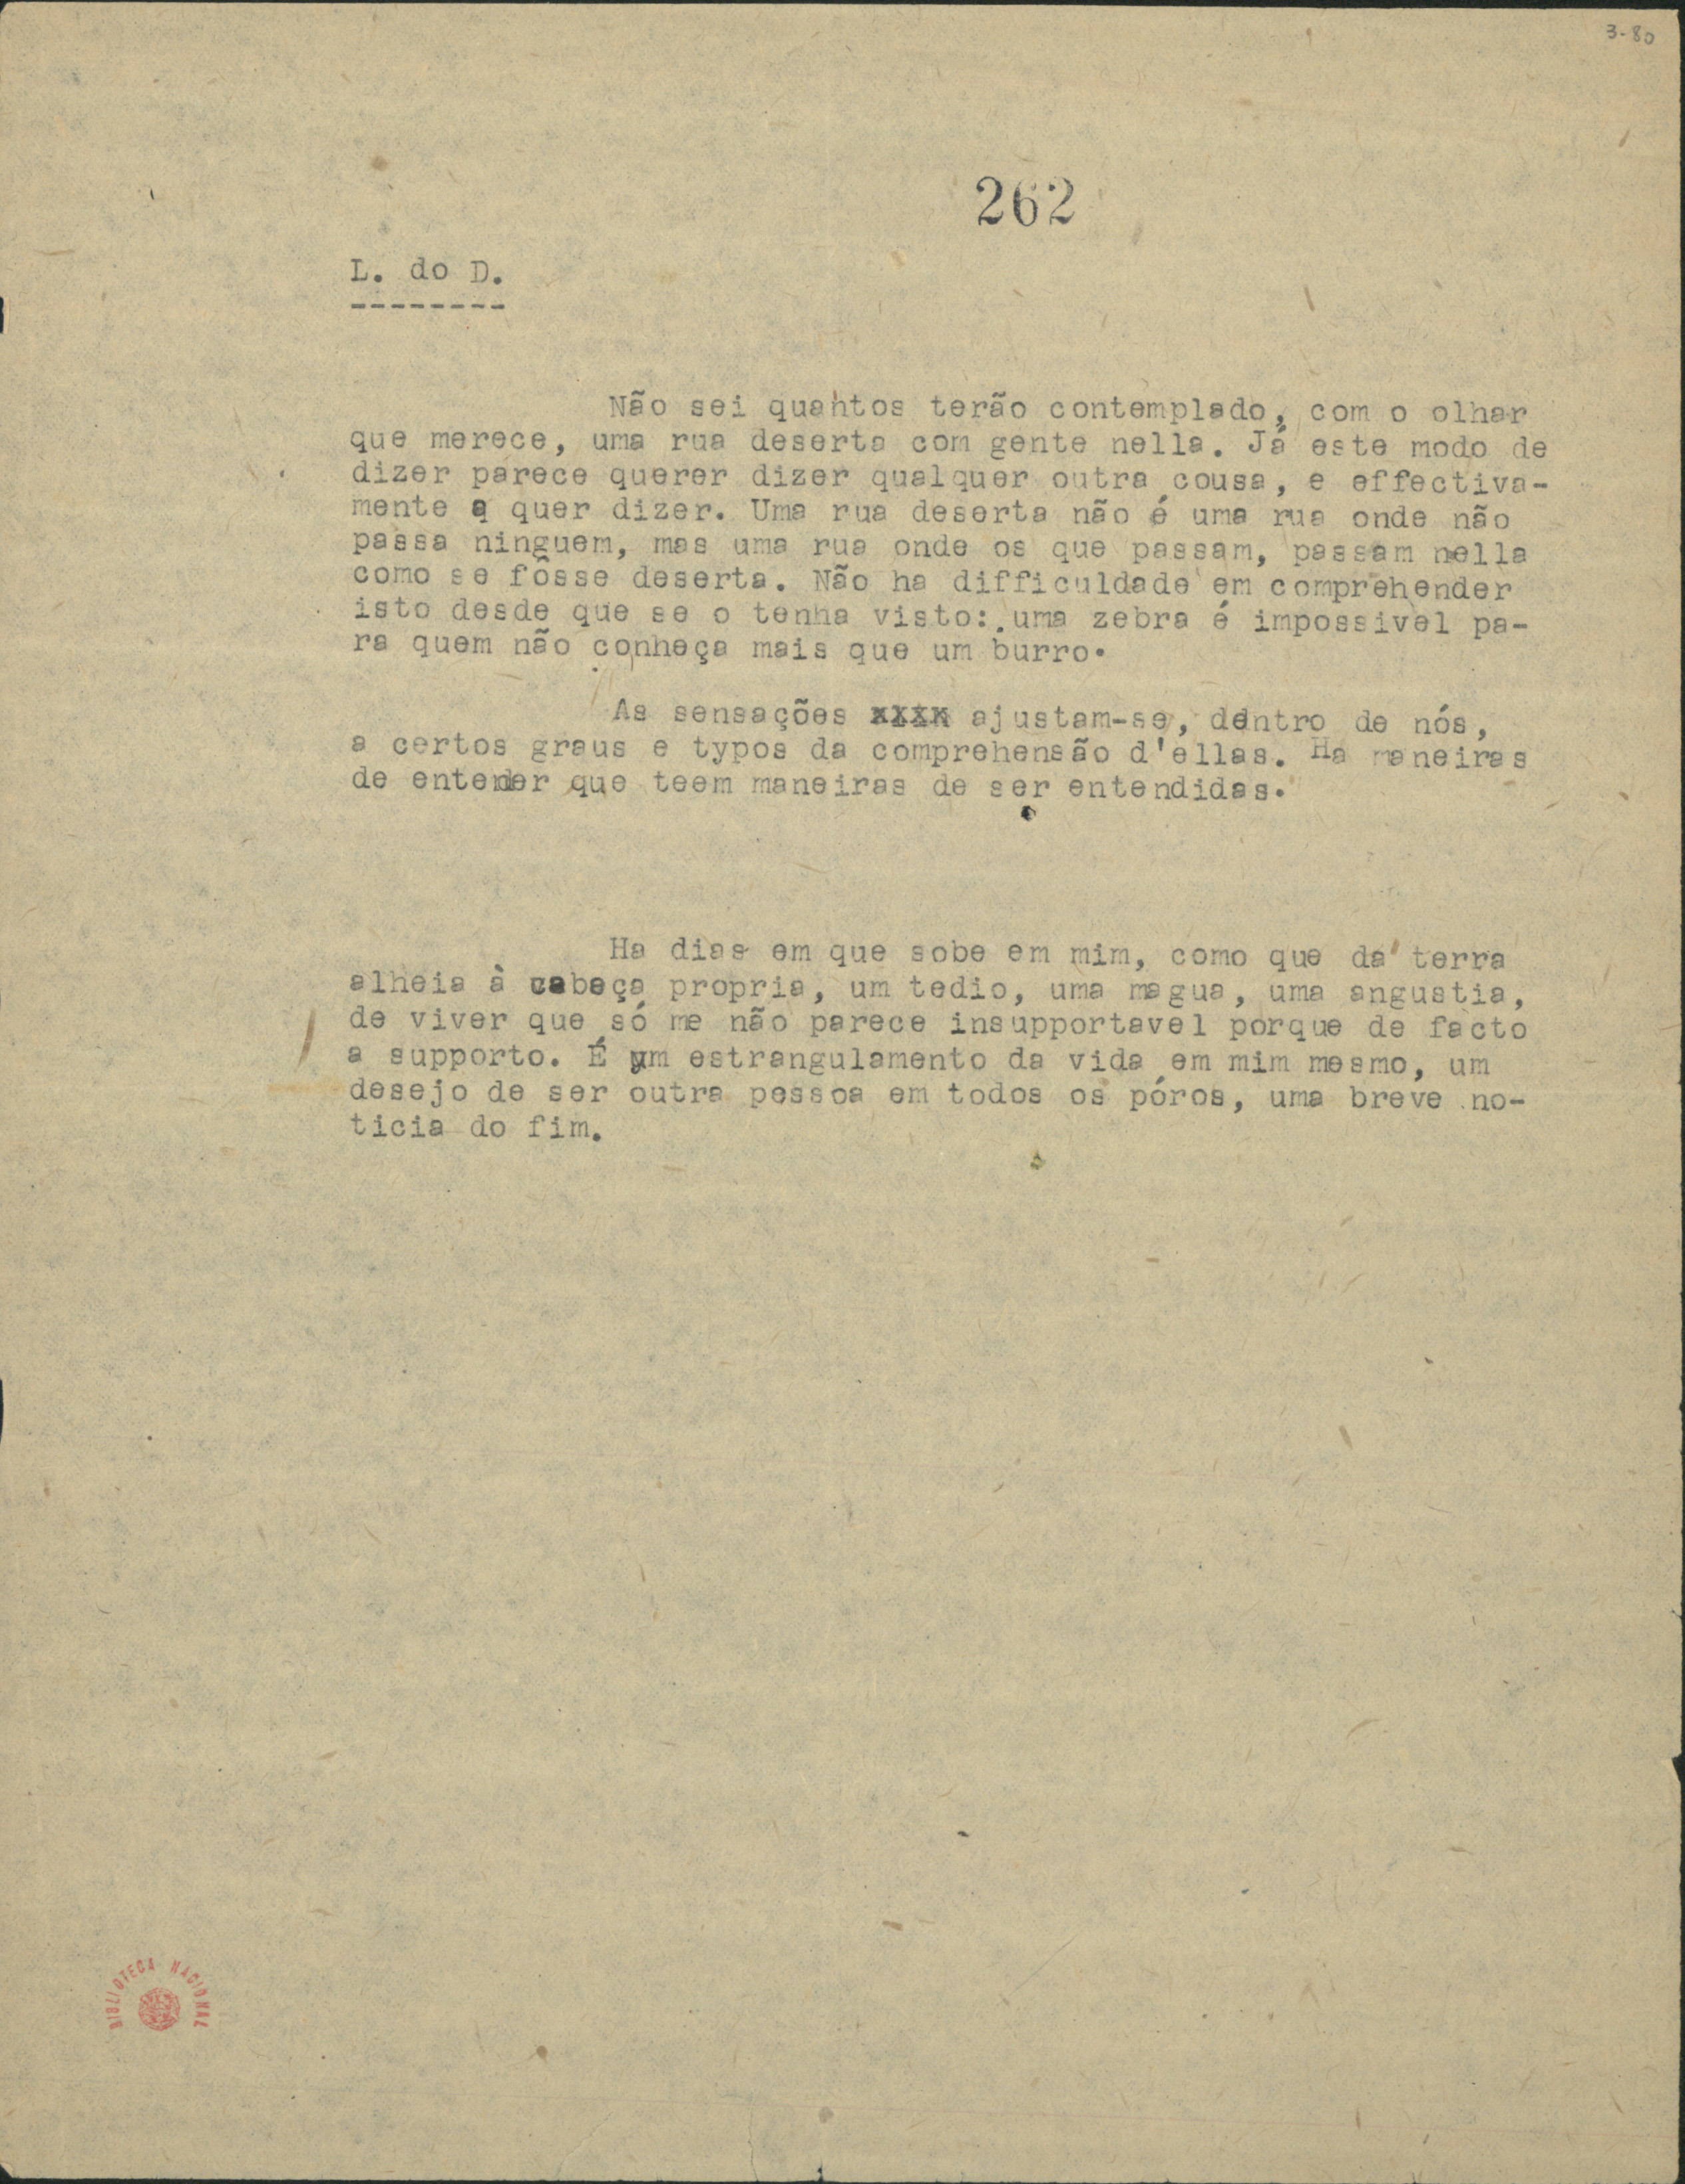 3-80
262
L. do D.
--------
Não sei quantos terão contemplado, com o olhar
que merece, uma rua deserta com gente nella. Já este modo de
dizer parece querer dizer qualquer outra cousa, e effectiva-
mente a quer dizer. Uma rua deserta não é uma rua onde não
passa ninguem, mas uma rua onde os que passam, passam nella
como se fôsse deserta. Não ha difficuldade em comprehender
isto desde que se o tenha visto: uma zebra é impossivel pa-
ra quem não conheça mais que um burro.
As sensações xxxx ajustam-se, dentro de nós,
a certos graus e typos da comprehensão d'ellas. Ha maneiras
de entender que teem maneiras de ser entendidas.
Ha dias em que sobe em mim, como que da terra
alheia à cabeça propria, um tedio, uma magua, uma angustia,
de viver que só me não parece insupportavel porque de facto
a supporto. É um estrangulamento da vida em mim mesmo, um
desejo de ser outra pessoa em todos os póros, uma breve no-
ticia do fim.
BIBLIOTECA NACIONAL